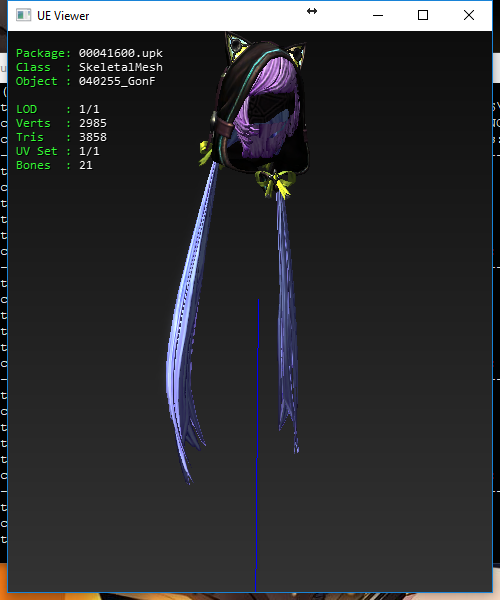 UE Viewer
Package: 00041600.upk
Class  : SkeletalMesh
Object : 040255_GonF
LOD    : 1/1
Verts  : 2985
Tris   : 3858
UV Set : 1/1
Bones  : 21